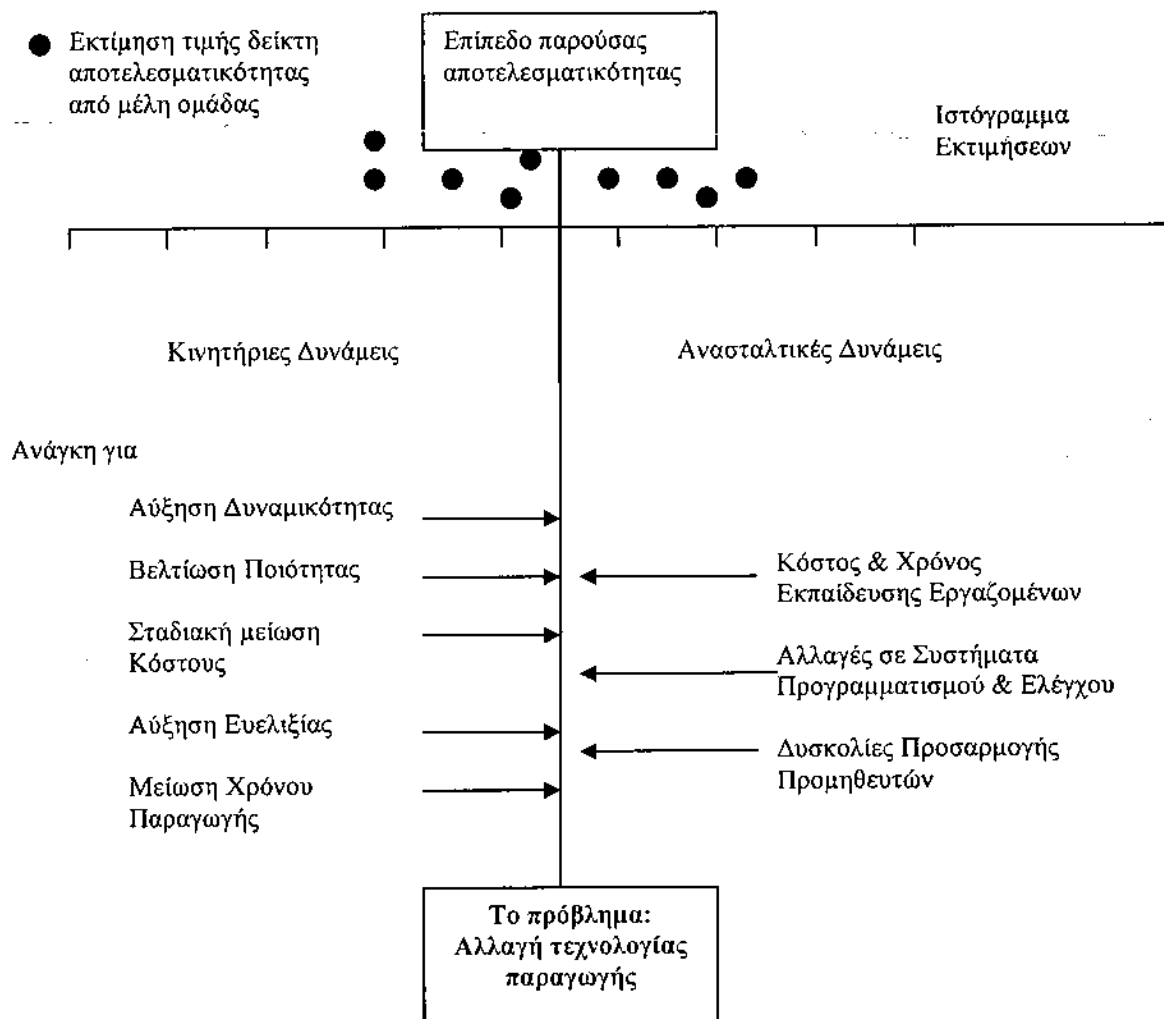 Εκτίμηση τιμής δείκτη
αποτελεσματικότητας
από μέλη ομάδας
Επίπεδο παρούσας
αποτελεσματικότητας
Ιστόγραμμα
Εκτιμήσεων
Κινητήριες Δυνάμεις
Ανασταλτικές Δυνάμεις
Ανάγκη για
Αύξηση Δυναμικότητας
Βελτίωση Ποιότητας
Σταδιακή μείωση
Κόστους
Αύξηση Ευελιξίας
Μείωση Χρόνου
Παραγωγής
Κόστος & Χρόνος
Εκπαίδευσης Εργαζομένων
Αλλαγές σε Συστήματα
Προγραμματισμού & Ελέγχου
Δυσκολίες Προσαρμογής
Προμηθευτών
Το πρόβλημα:
Αλλαγή τεχνολογίας
παραγωγής